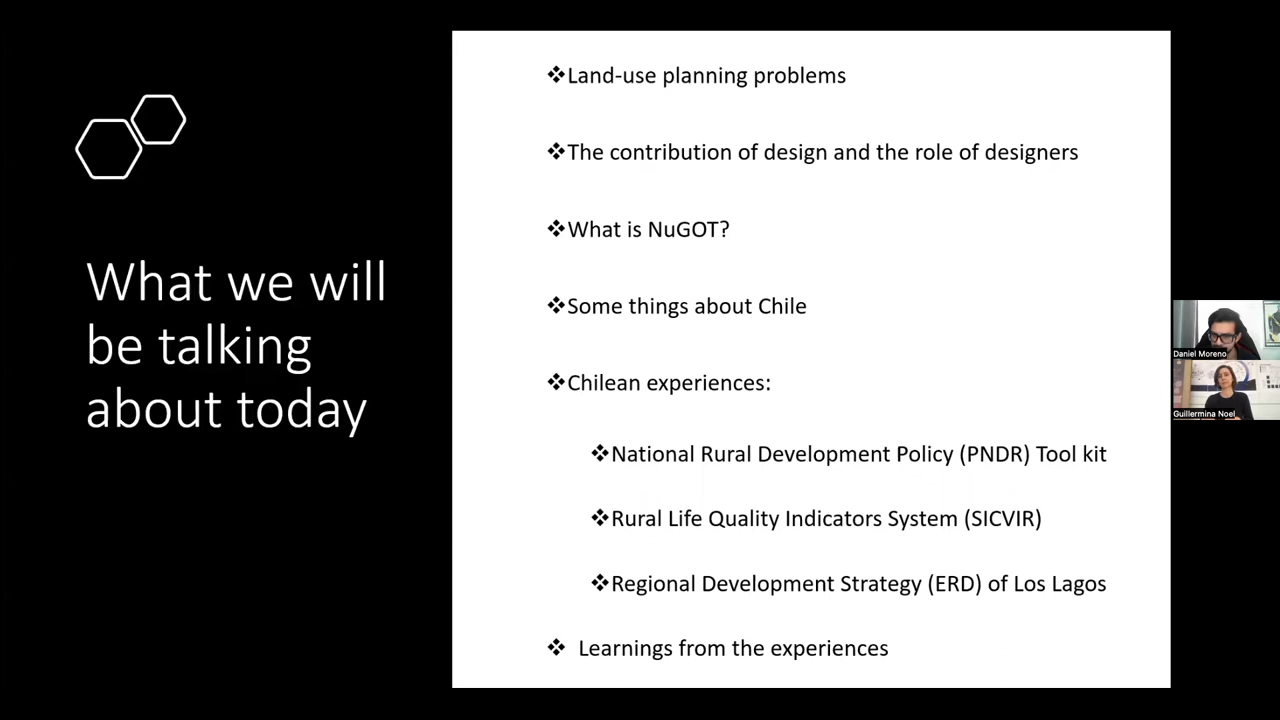 What we will
be talking
about today
❖Land-use planning problems
❖The contribution of design and the role of designers
❖What is NuGOT?
❖Some things about Chile
❖Chilean experiences:
❖National Rural Development Policy (PNDR) Tool kit
❖Rural Life Quality Indicators System (SICVIR)
❖Regional Development Strategy (ERD) of Los Lagos
❖ Learnings from the experiences
Daniel Moreno
Guillermina Noel